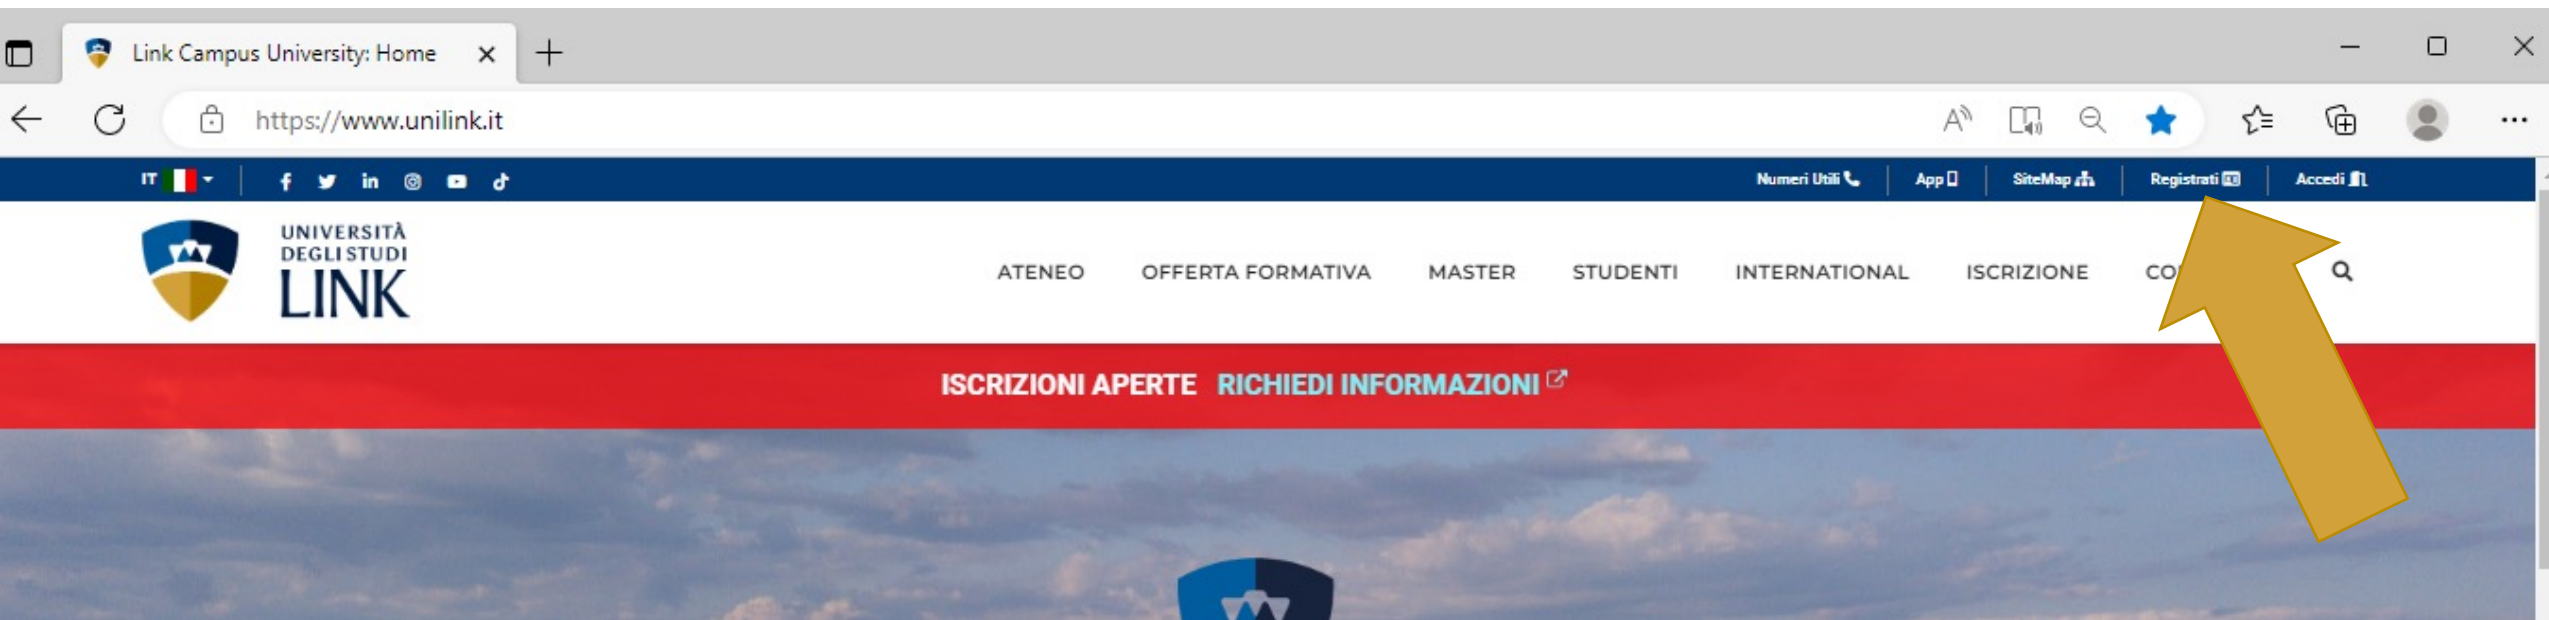 Link Campus University: Home
https://www.unilink.it
IT
Numeri Utili
App
SiteMap
Registrati
Accedi
UNIVERSITÀ
DEGLI STUDI
LINK
ATENEO
OFFERTA FORMATIVA
MASTER
STUDENTI
INTERNATIONAL
ISCRIZIONE
ISCRIZIONI APERTE RICHIEDI INFORMAZIONI